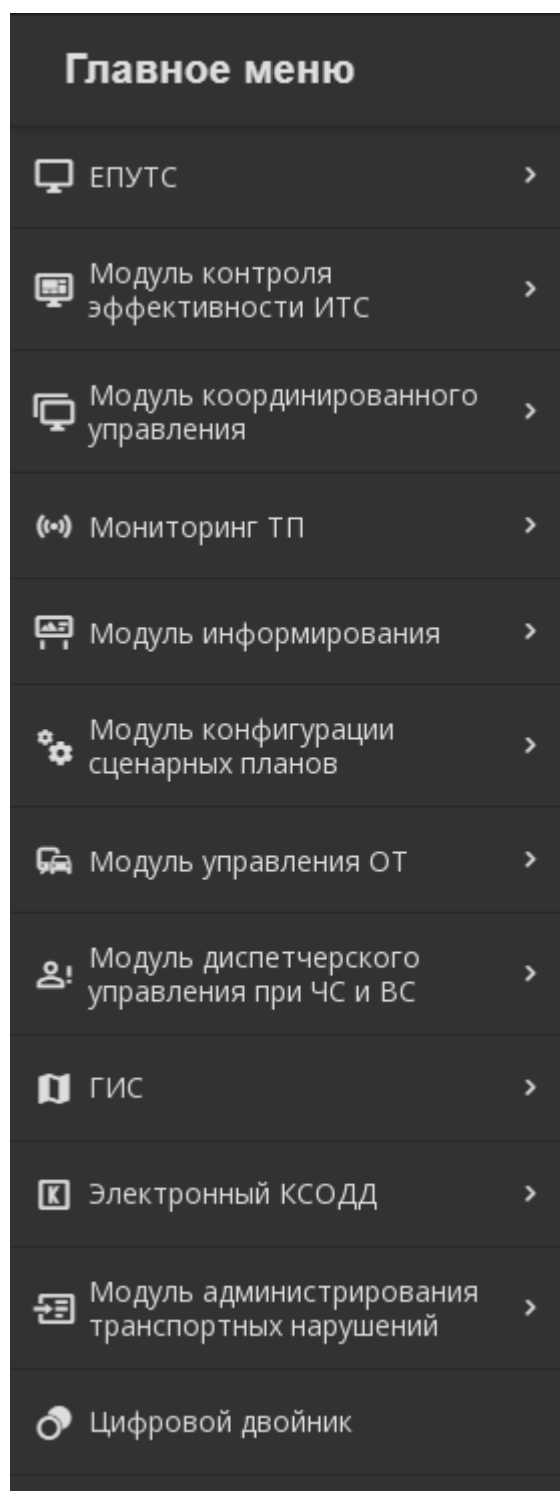 Главное меню
ЕПУТС
Модуль контроля
эффективности ИТС
Модуль координированного
управления
Мониторинг ТП
Модуль информирования
Модуль конфигурации
сценарных планов
Модуль управления ОТ
Модуль диспетчерского
управления при ЧС и ВС
ГИС
K Электронный КСОДД
Модуль администрирования
транспортных нарушений
Цифровой двойник